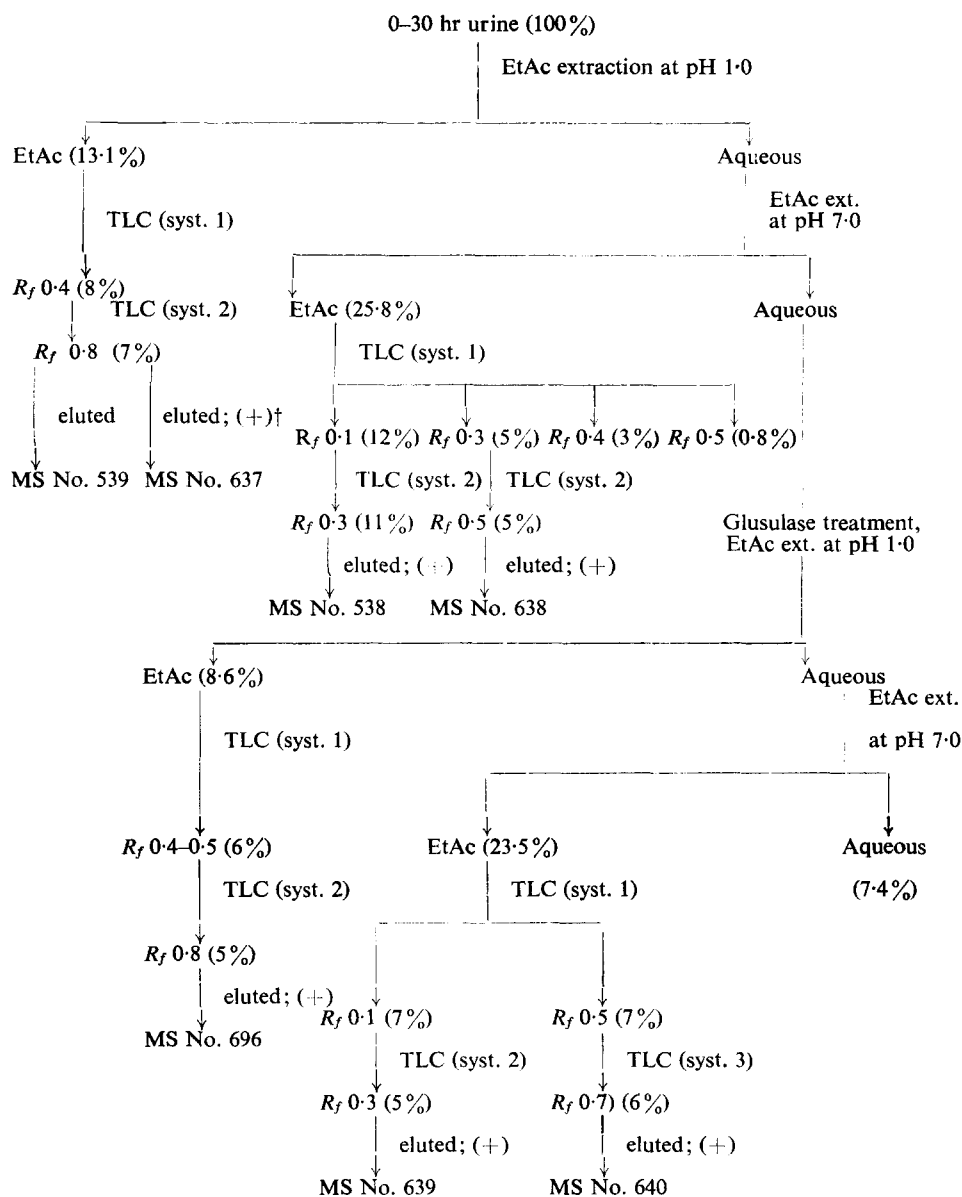 0–30 hr urine (100%)
EtAc extraction at pH 1·0
EtAc (13·1%)
Aqueous
EtAc ext.
at pH 7·0
TLC (syst. 1)
Rf 0·4 (8%)
TLC (syst. 2)
EtAc (25·8%)
Aqueous
Rf 0·8 (7%)
TLC (syst. 1)
eluted
eluted; (+)†
Rf 0·1 (12%) Rf 0·3 (5%) Rf 0·4 (3%) Rf 0·5 (0·8%)
MS No. 539 MS No. 637
TLC (syst. 2) TLC (syst. 2)
Rf 0·3 (11%) Rf 0·5 (5%)
Glusulase treatment,
EtAc ext. at pH 1·0
eluted; (+) eluted; (+)
MS No. 538 MS No. 638
EtAc (8·6%)
Aqueous
EtAc ext.
at pH 7·0
TLC (syst. 1)
Rf 0·4–0·5 (6%)
EtAc (23·5%)
Aqueous
(7·4%)
TLC (syst. 2)
TLC (syst. 1)
Rf 0·8 (5%)
eluted; (+)
Rf 0·1 (7%)
Rf 0·5 (7%)
MS No. 696
TLC (syst. 2)
TLC (syst. 3)
Rf 0·3 (5%)
Rf 0·7) (6%)
eluted; (+)
eluted; (+)
MS No. 639
MS No. 640